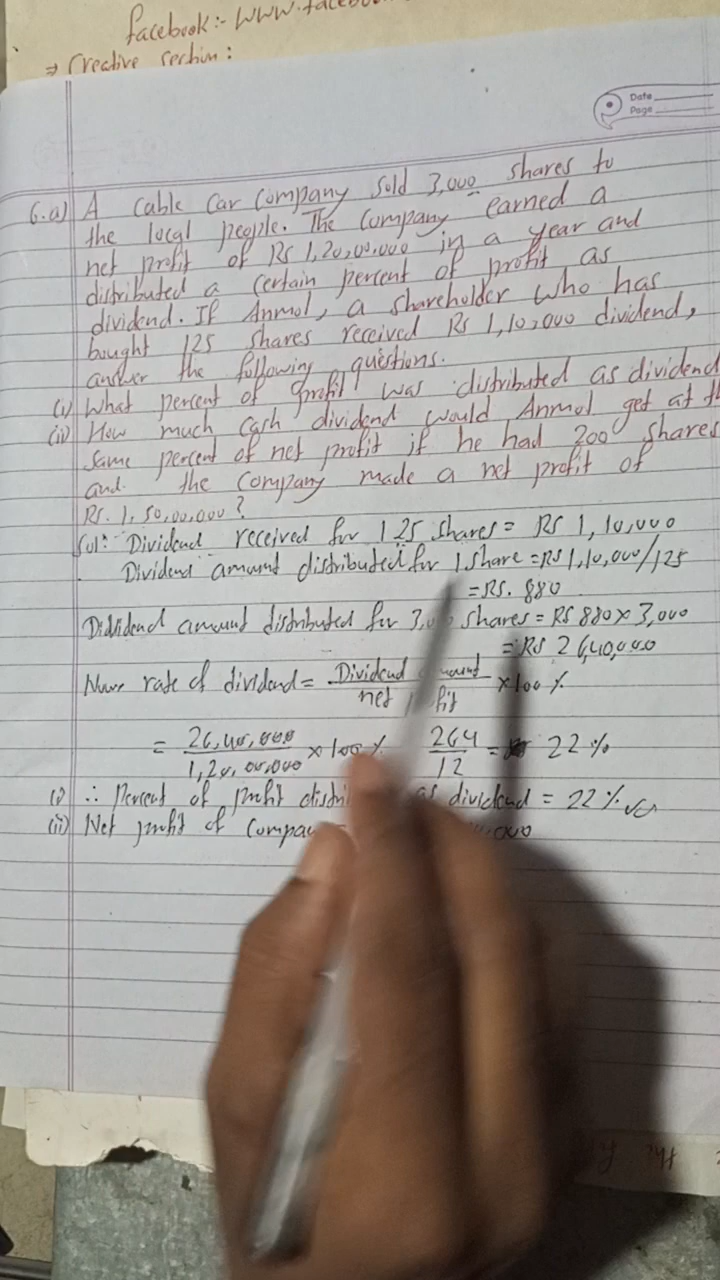 facebook:- WWW.facebo
⇒ Creative section:
Date
Page
6.a) A cable car company sold 3,000 shares to
the local people. The company earned a
net profit of Rs 1,20,00,000 in a year and
distributed a certain percent of profit as
dividend. If Anmol, a shareholder who has
bought 125 shares received Rs 1,10,000 dividend,
answer the following questions.
(i) What percent of profit was distributed as dividend
(ii) How much cash dividend would Anmol get at th
same percent of net profit if he had 200 shares
and the company made a net profit of
Rs. 1,50,00,000?
Sol: Dividend received for 125 shares = Rs 1,10,000
Dividend amount distributed for 1 share = Rs 1,10,000/125
= Rs. 880
Dividend amount distributed for 3, shares = Rs 880 × 3,000
= Rs 26,40,000
Now rate of dividend = Dividend amount / net profit × 100 %
= 26,40,000 / 1,20,00,000 × 100 % 264 / 12 = 22 %
(i) ∴ Percent of profit distri as dividend = 22 %
(ii) Net profit of Compa